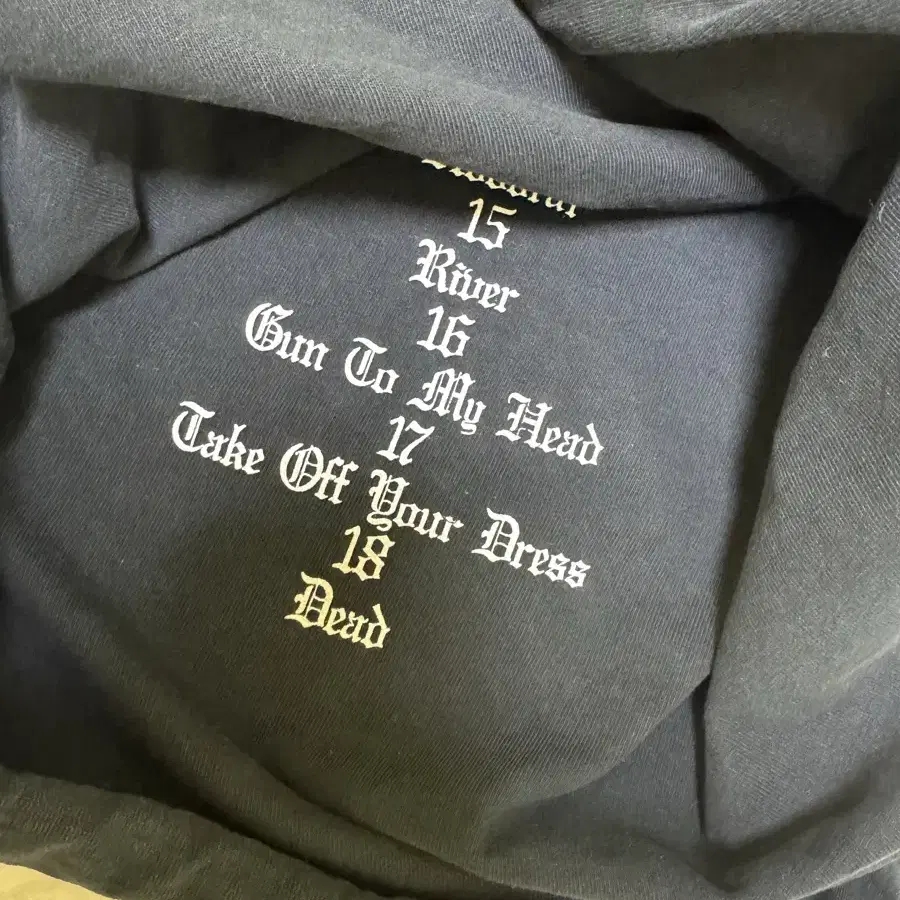 15
River
16
Gun To My Head
17
Take Off Your Dress
18
Dead